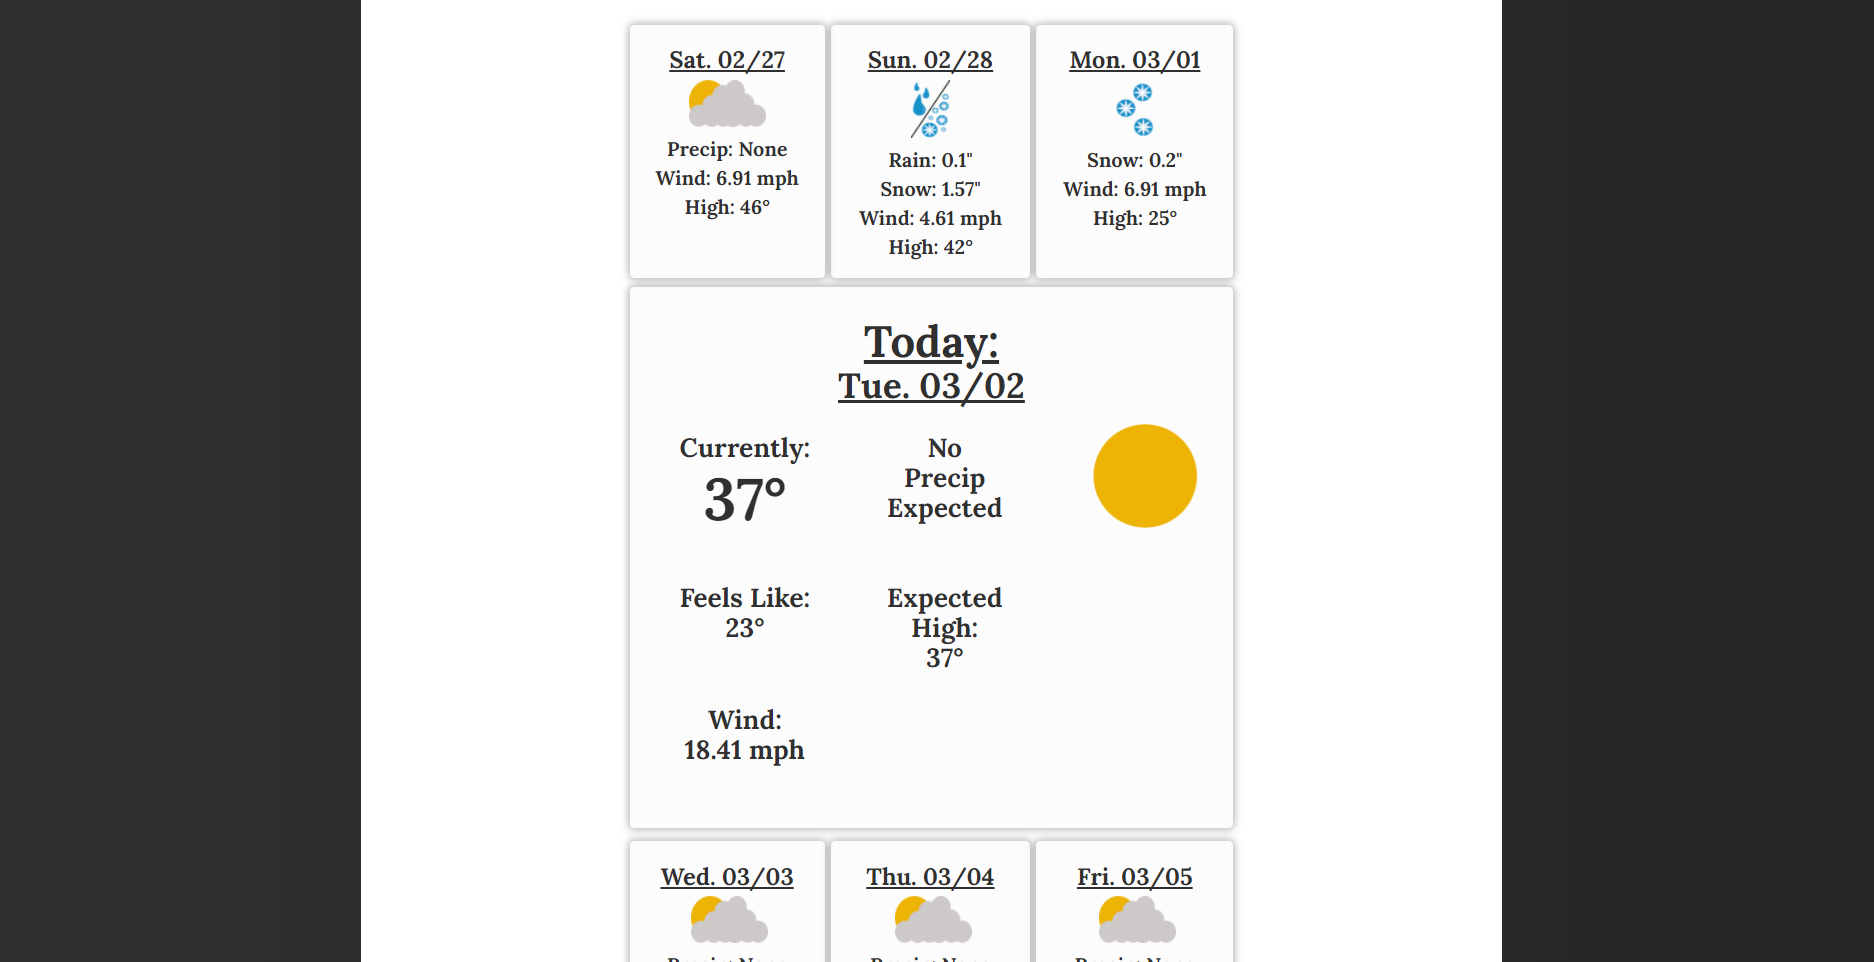 Sat. 02/27
Precip: None
Wind: 6.91 mph
High: 46°
Sun. 02/28
Rain: 0.1"
Snow: 1.57"
Wind: 4.61 mph
High: 42°
Mon. 03/01
Snow: 0.2"
Wind: 6.91 mph
High: 25°
Today:
Tue. 03/02
Currently:
37°
No
Precip
Expected
Feels Like:
23°
Expected
High:
37°
Wind:
18.41 mph
Wed. 03/03
Thu. 03/04
Fri. 03/05